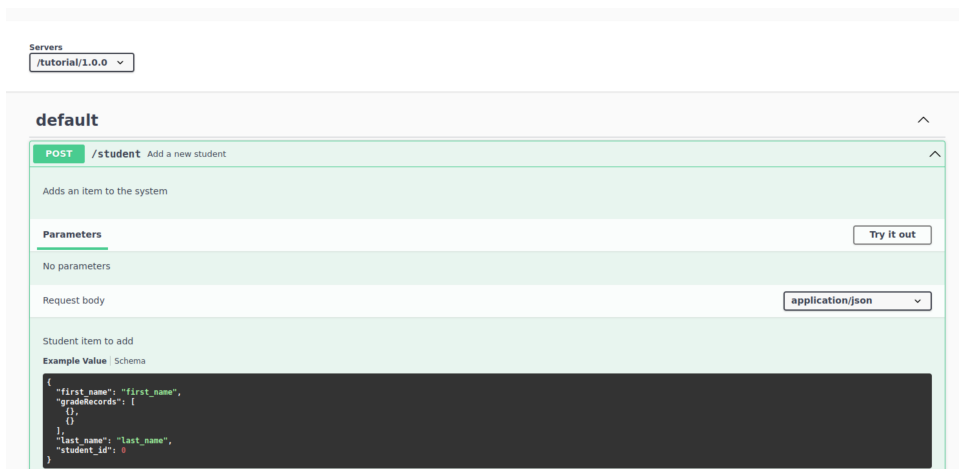 Servers
/tutorial/1.0.0
default
POST /student Add a new student
Adds an item to the system
Parameters Try it out
No parameters
Request body application/json
Student item to add
Example Value Schema
{
"first_name": "first_name",
"gradeRecords": [
{},
{}
],
"last_name": "last_name",
"student_id": 0
}